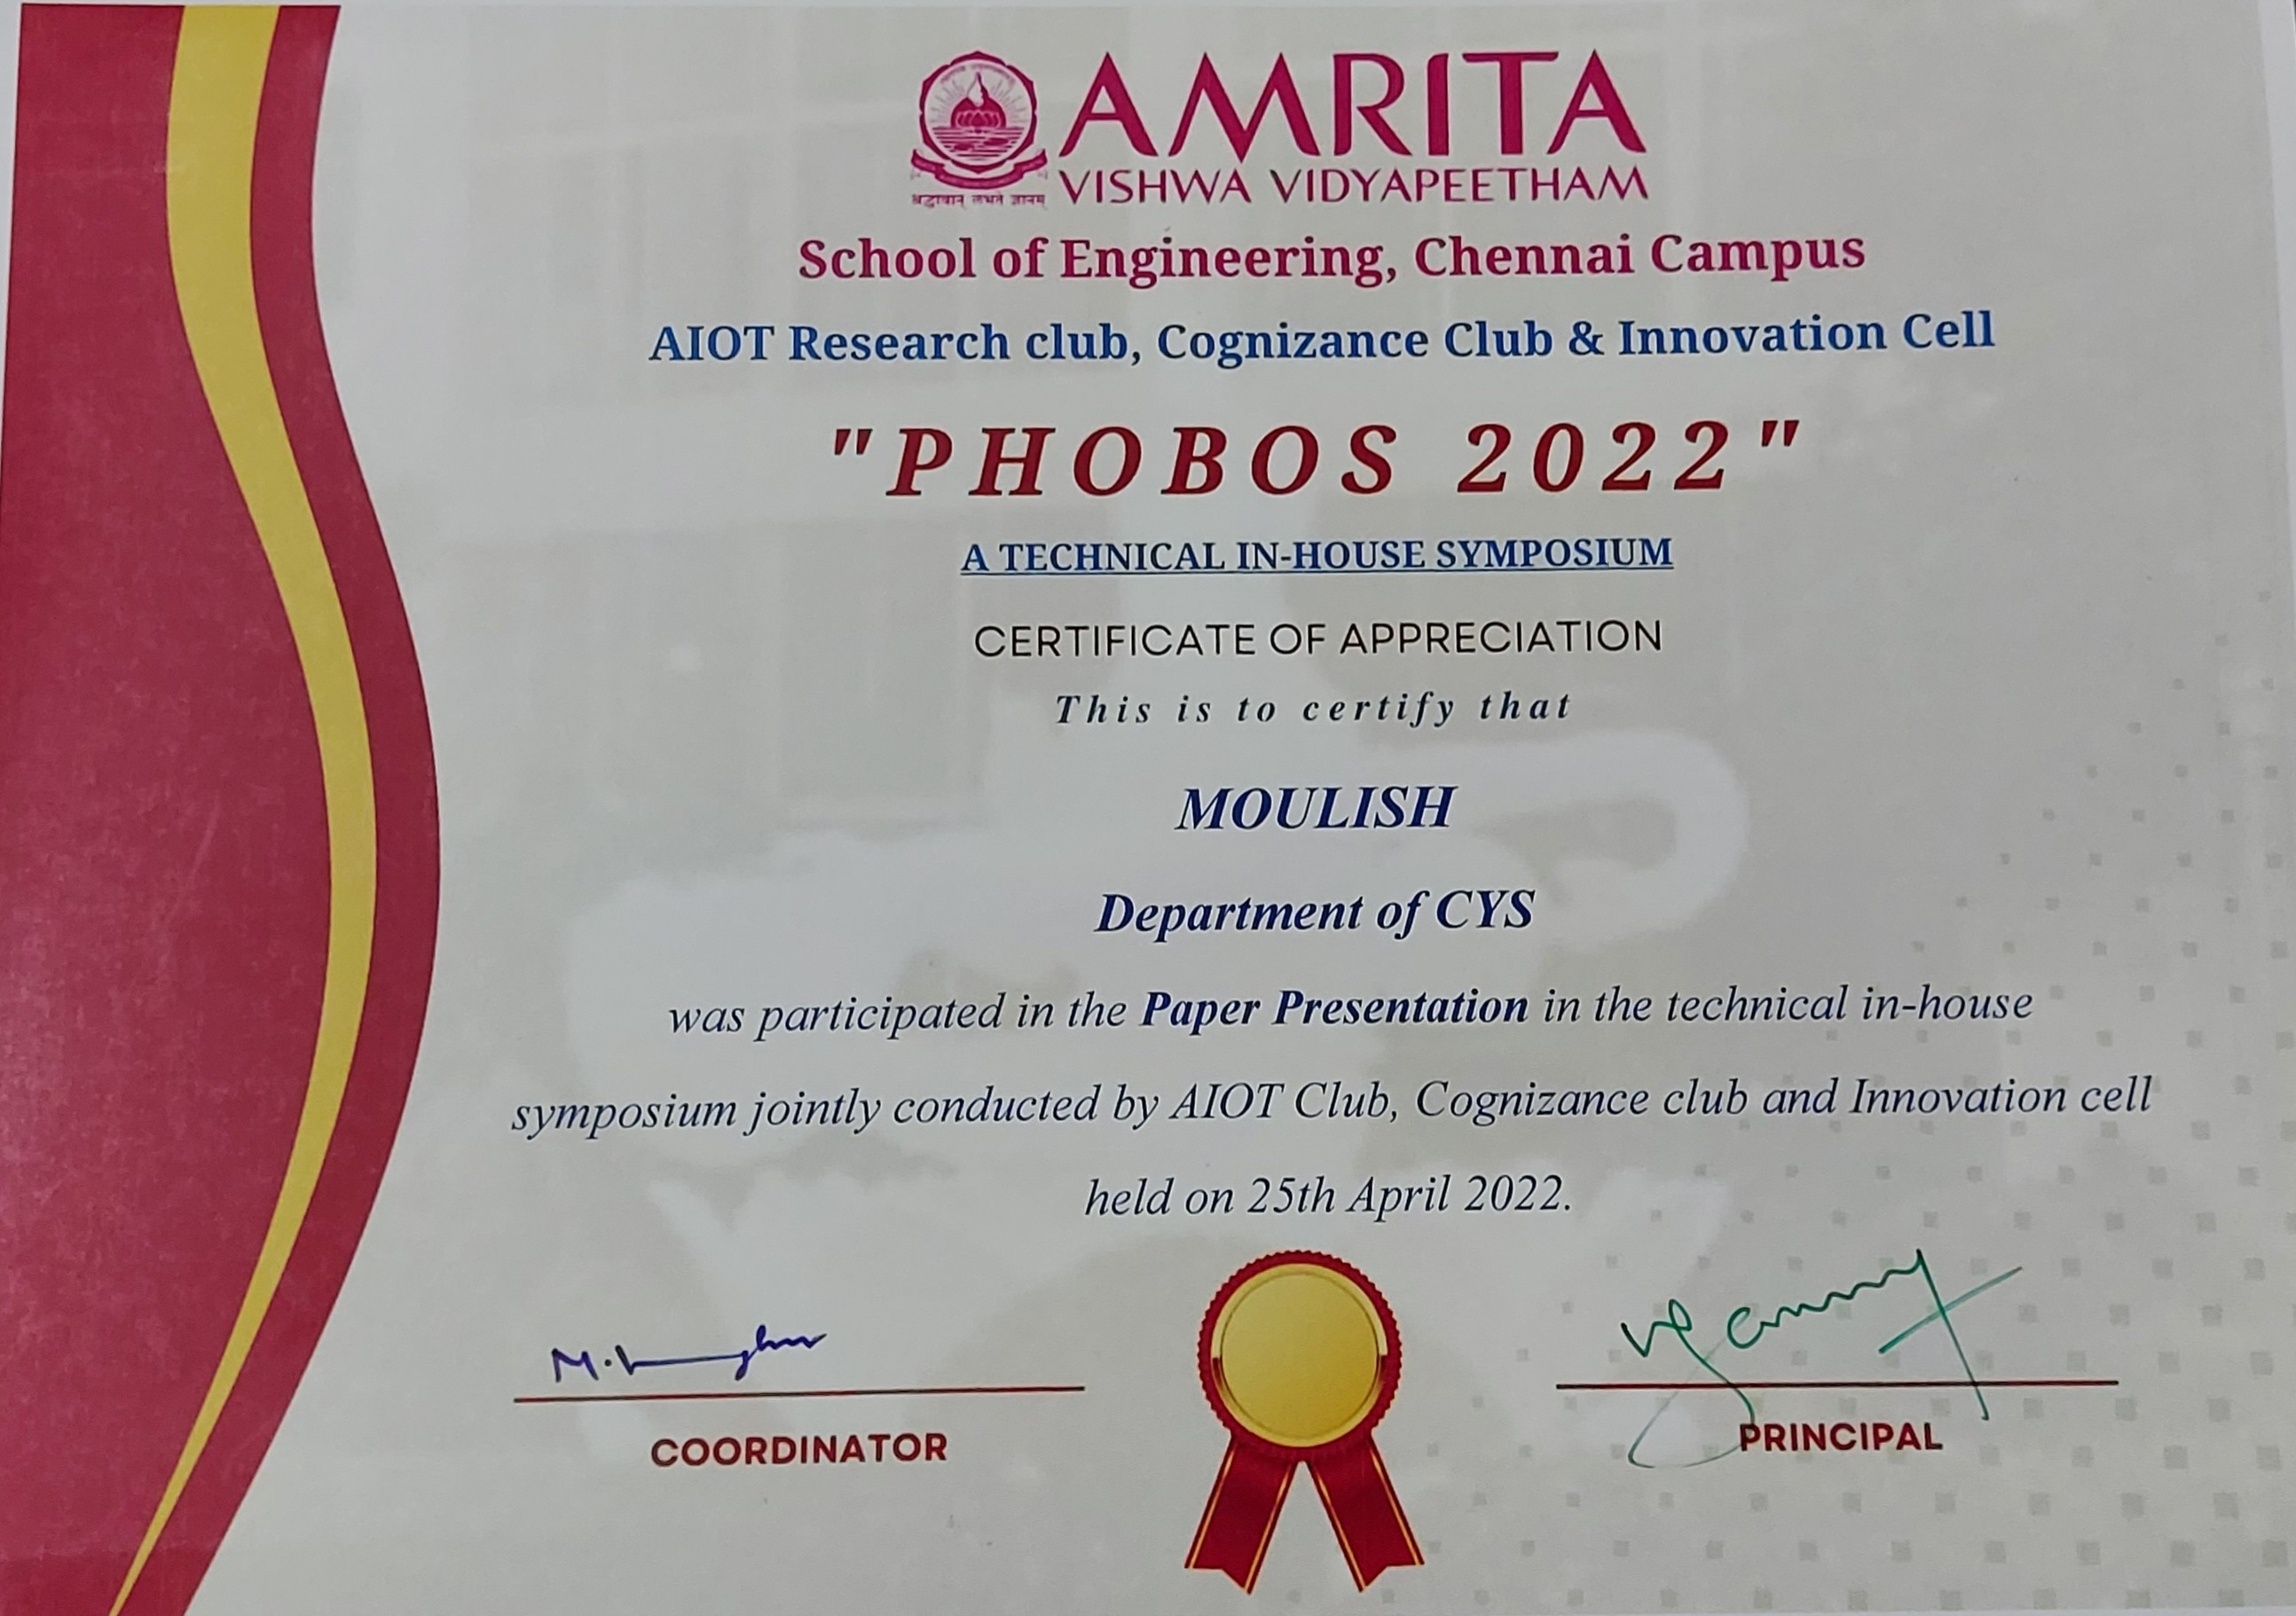 AMRITA
VISHWA VIDYAPEETHAM
श्रद्धावान् लभते ज्ञानम्
School of Engineering, Chennai Campus
AIOT Research club, Cognizance Club & Innovation Cell
"PHOBOS 2022"
A TECHNICAL IN-HOUSE SYMPOSIUM
CERTIFICATE OF APPRECIATION
This is to certify that
MOULISH
Department of CYS
was participated in the Paper Presentation in the technical in-house
symposium jointly conducted by AIOT Club, Cognizance club and Innovation cell
held on 25th April 2022.
COORDINATOR
PRINCIPAL